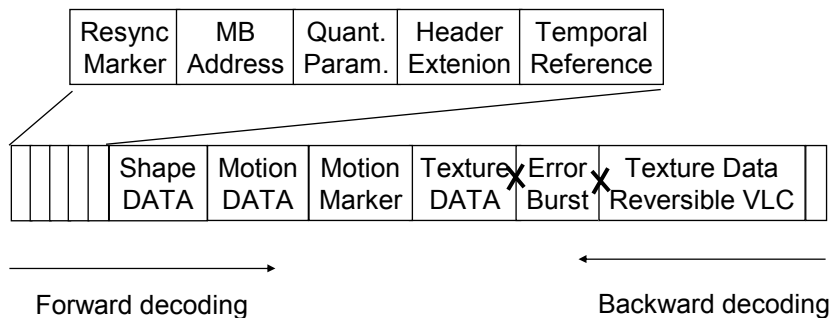 Resync MB Quant. Header Temporal
Marker Address Param. Extenion Reference
Shape Motion Motion Texture Error Texture Data
DATA DATA Marker DATA Burst Reversible VLC
Forward decoding Backward decoding